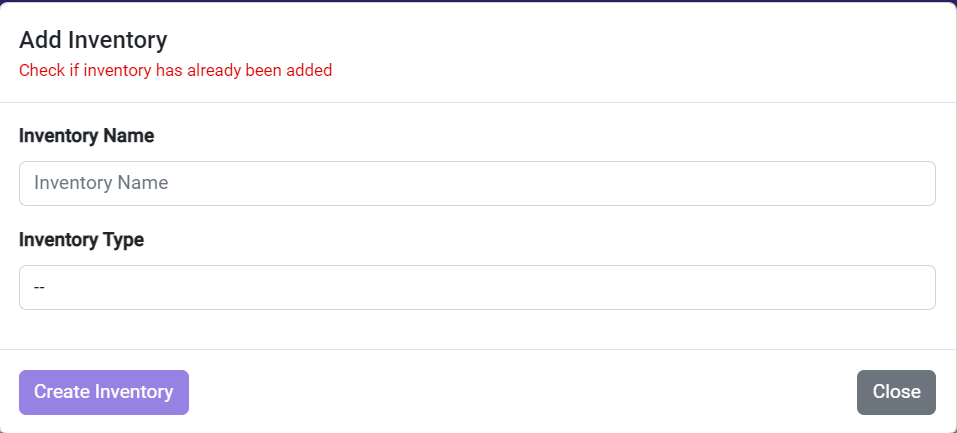 Add Inventory
Check if inventory has already been added
Inventory Name
Inventory Name
Inventory Type
--
Create Inventory
Close